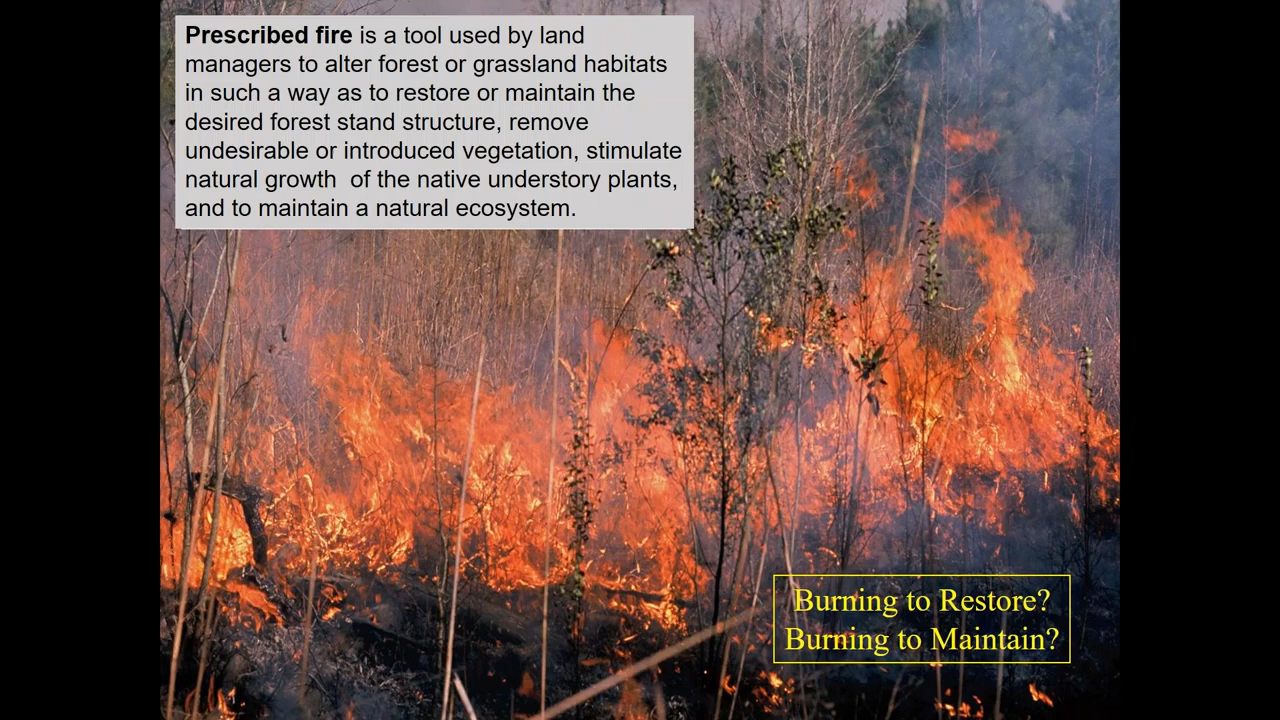 Prescribed fire is a tool used by land
managers to alter forest or grassland habitats
in such a way as to restore or maintain the
desired forest stand structure, remove
undesirable or introduced vegetation, stimulate
natural growth  of the native understory plants,
and to maintain a natural ecosystem.
Burning to Restore?
Burning to Maintain?